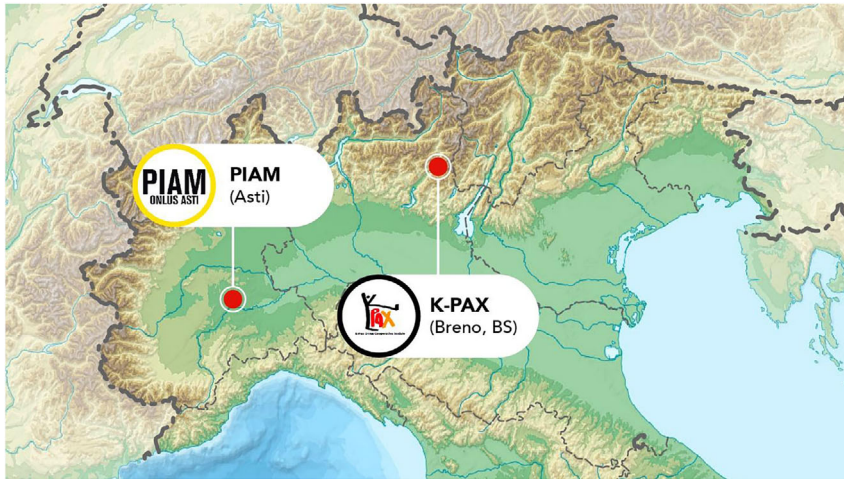 PIAM
ONLUS ASTI
PIAM
(Asti)
PAX
K-PAX
(Breno, BS)